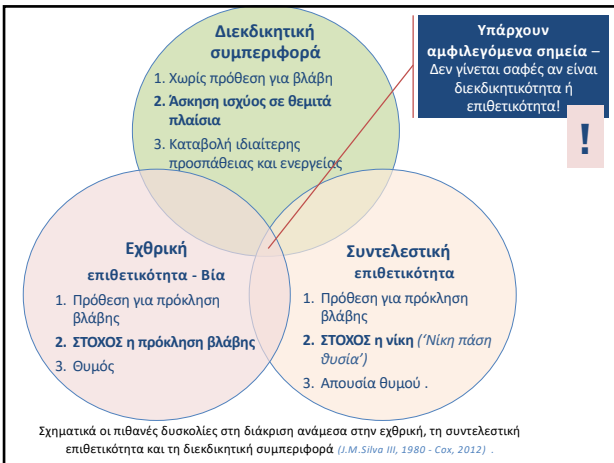 Διεκδικητική
συμπεριφορά
1. Χωρίς πρόθεση για βλάβη
2. Άσκηση ισχύος σε θεμιτά
πλαίσια
3. Καταβολή ιδιαίτερης
προσπάθειας και ενεργείας
Υπάρχουν
αμφιλεγόμενα σημεία –
Δεν γίνεται σαφές αν είναι
διεκδικητικότητα ή
επιθετικότητα!
!
Εχθρική
επιθετικότητα - Βία
1. Πρόθεση για πρόκληση
βλάβης
2. ΣΤΟΧΟΣ η πρόκληση βλάβης
3. Θυμός
Συντελεστική
επιθετικότητα
1. Πρόθεση για πρόκληση
βλάβης
2. ΣΤΟΧΟΣ η νίκη (‘Νίκη πάση
θυσία’)
3. Απουσία θυμού .
Σχηματικά οι πιθανές δυσκολίες στη διάκριση ανάμεσα στην εχθρική, τη συντελεστική
επιθετικότητα και τη διεκδικητική συμπεριφορά (J.M.Silva III, 1980 - Cox, 2012) .